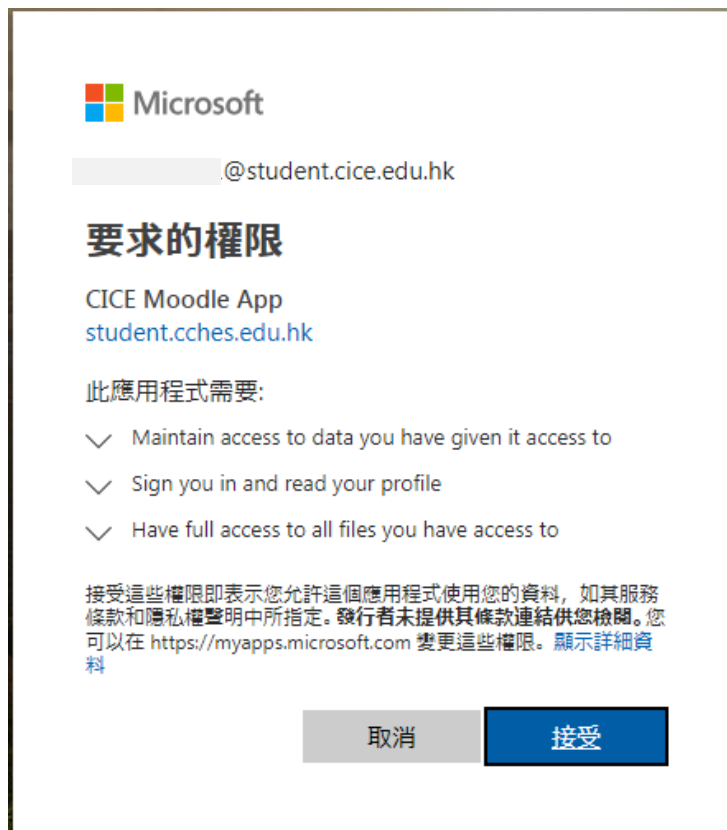 Microsoft
.@student.cice.edu.hk
要求的權限
CICE Moodle App
student.cches.edu.hk
此應用程式需要:
Maintain access to data you have given it access to
Sign you in and read your profile
Have full access to all files you have access to
接受這些權限即表示您允許這個應用程式使用您的資料，如其服務
條款和隱私權聲明中所指定。發行者未提供其條款連結供您檢閱。您
可以在 https://myapps.microsoft.com 變更這些權限。顯示詳細資
料
取消
接受